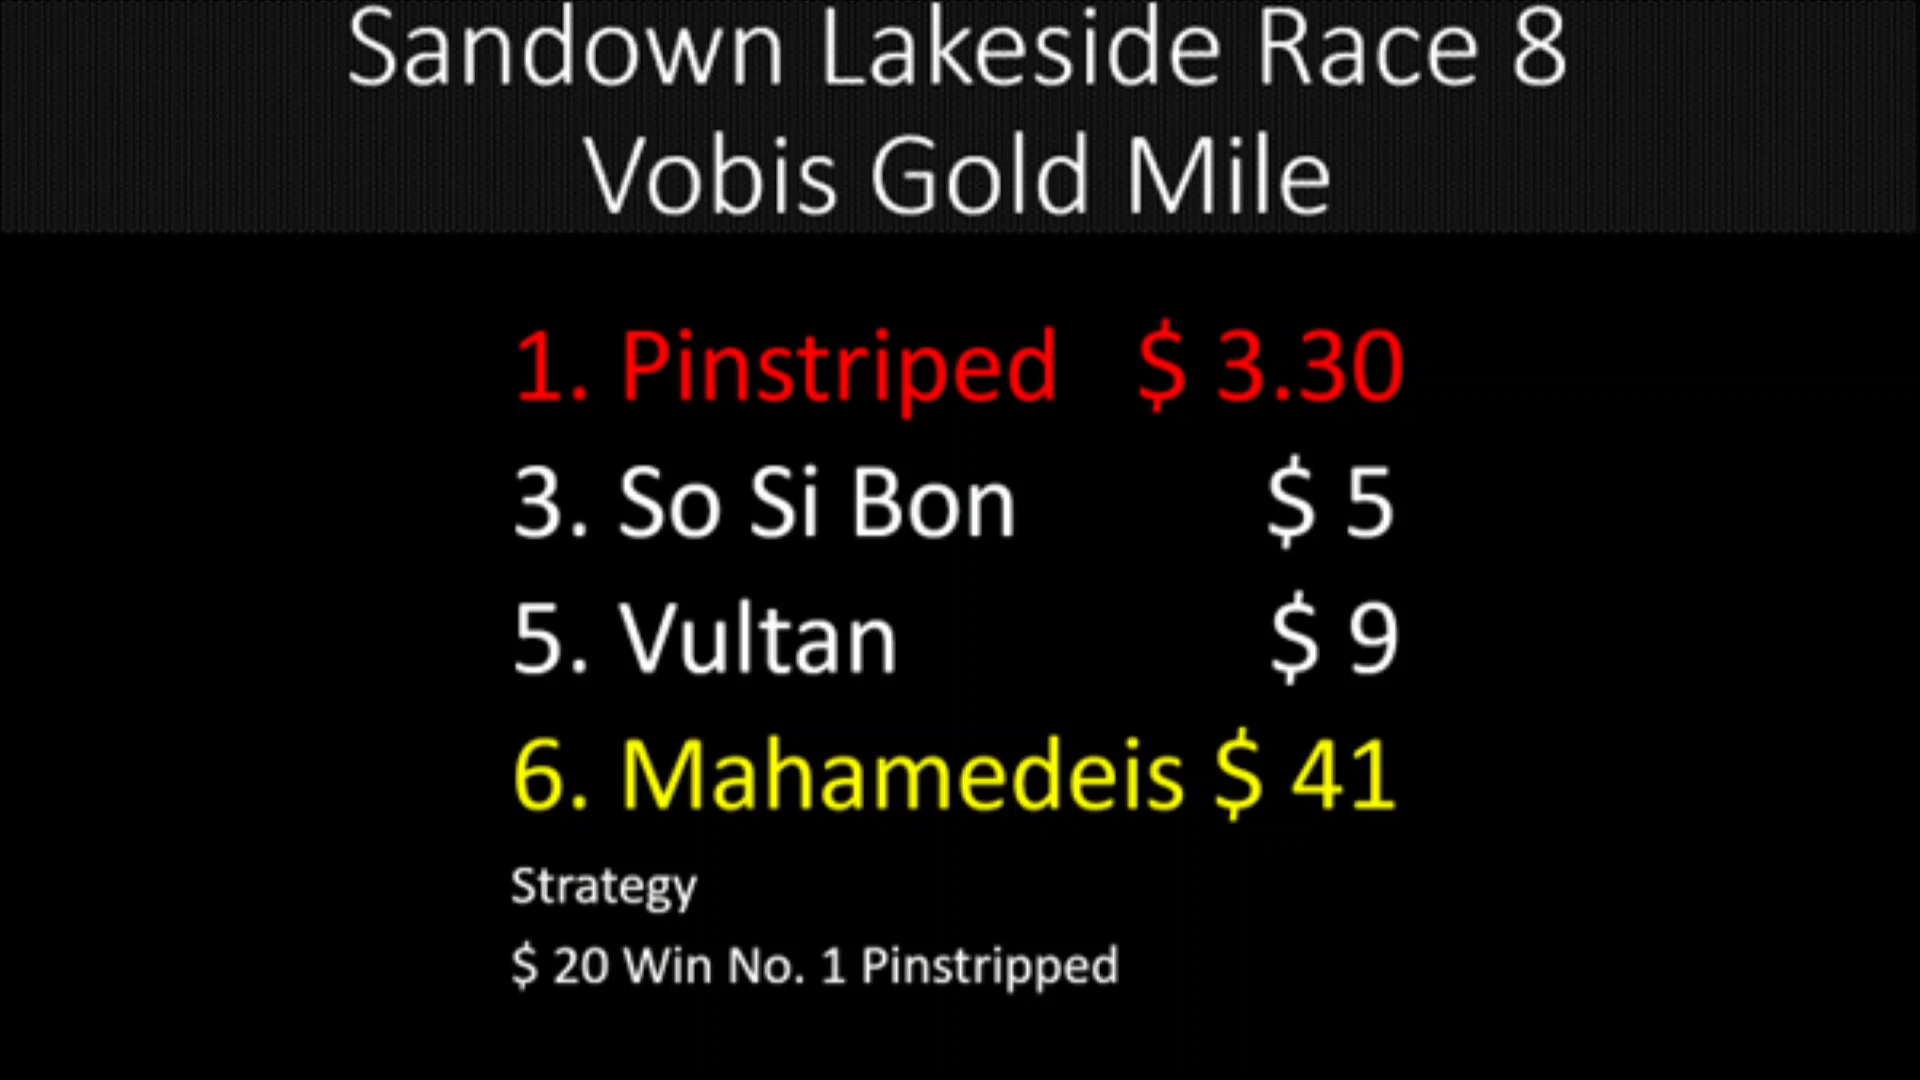 Sandown Lakeside Race 8
Vobis Gold Mile
1. Pinstriped $ 3.30
3. So Si Bon $ 5
5. Vultan $ 9
6. Mahamedeis $ 41
Strategy
$ 20 Win No. 1 Pinstripped